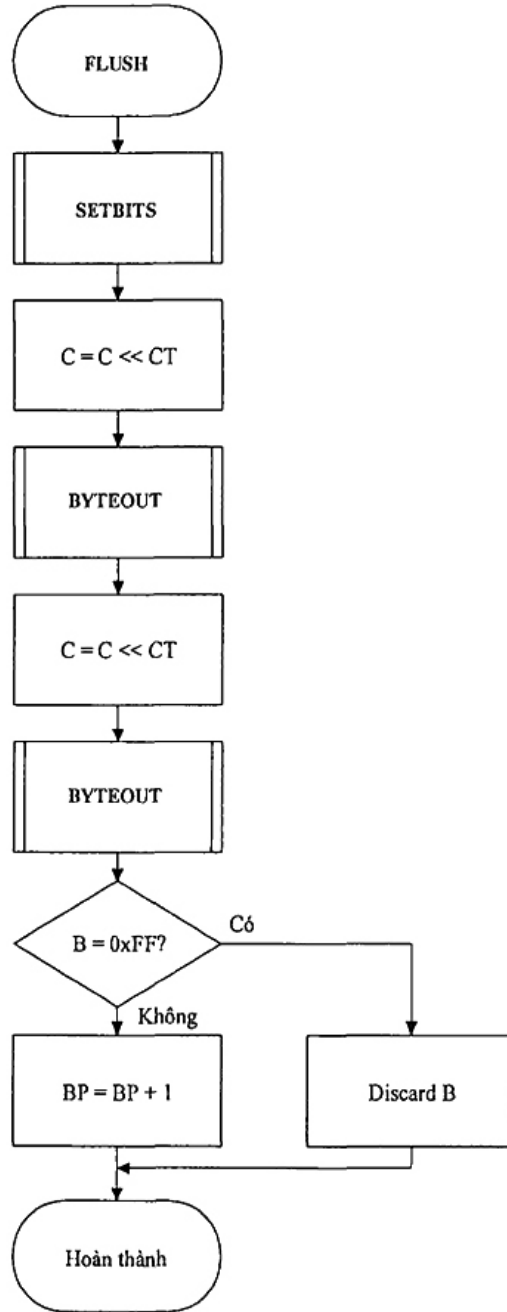 FLUSH
SETBITS
C = C << CT
BYTEOUT
C = C << CT
BYTEOUT
B = 0xFF?
Có
Không
BP = BP + 1
Discard B
Hoàn thành